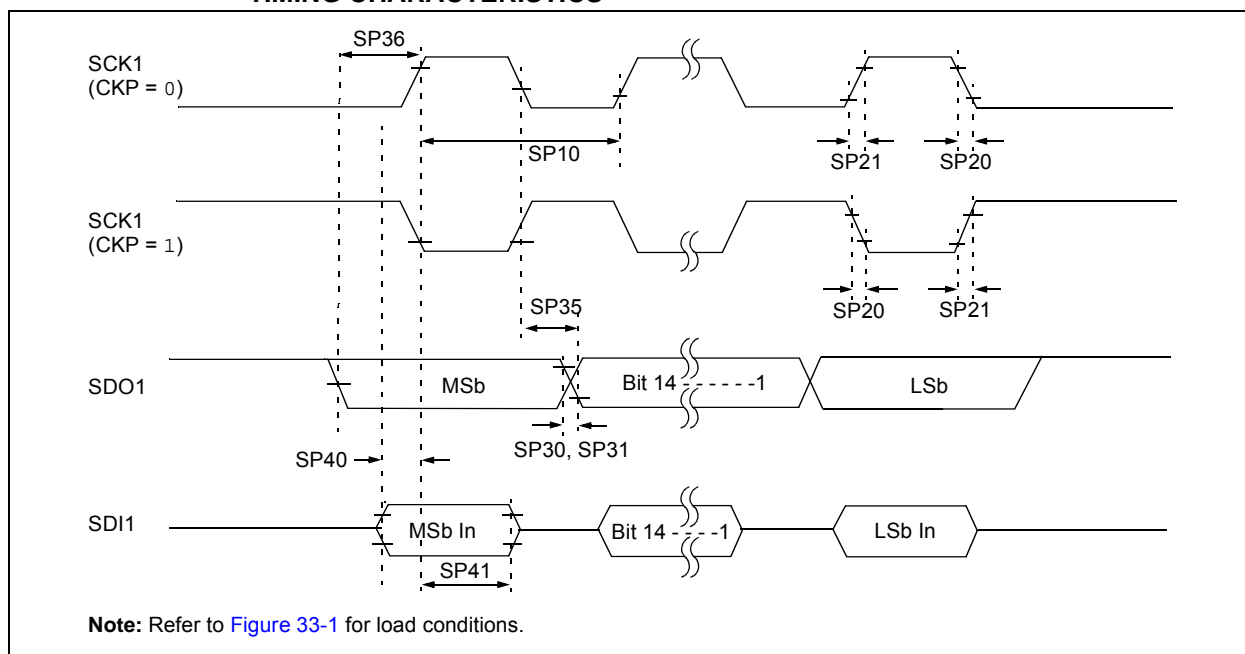 TIMING CHARACTERISTICS
SP36
SCK1
(CKP = 0)
SP10
SP21
SP20
SCK1
(CKP = 1)
SP35
SP20
SP21
SDO1
MSb
Bit 14 - - - - - -1
LSb
SP40
SP30, SP31
SDI1
MSb In
Bit 14 - - - -1
LSb In
SP41
Note: Refer to Figure 33-1 for load conditions.